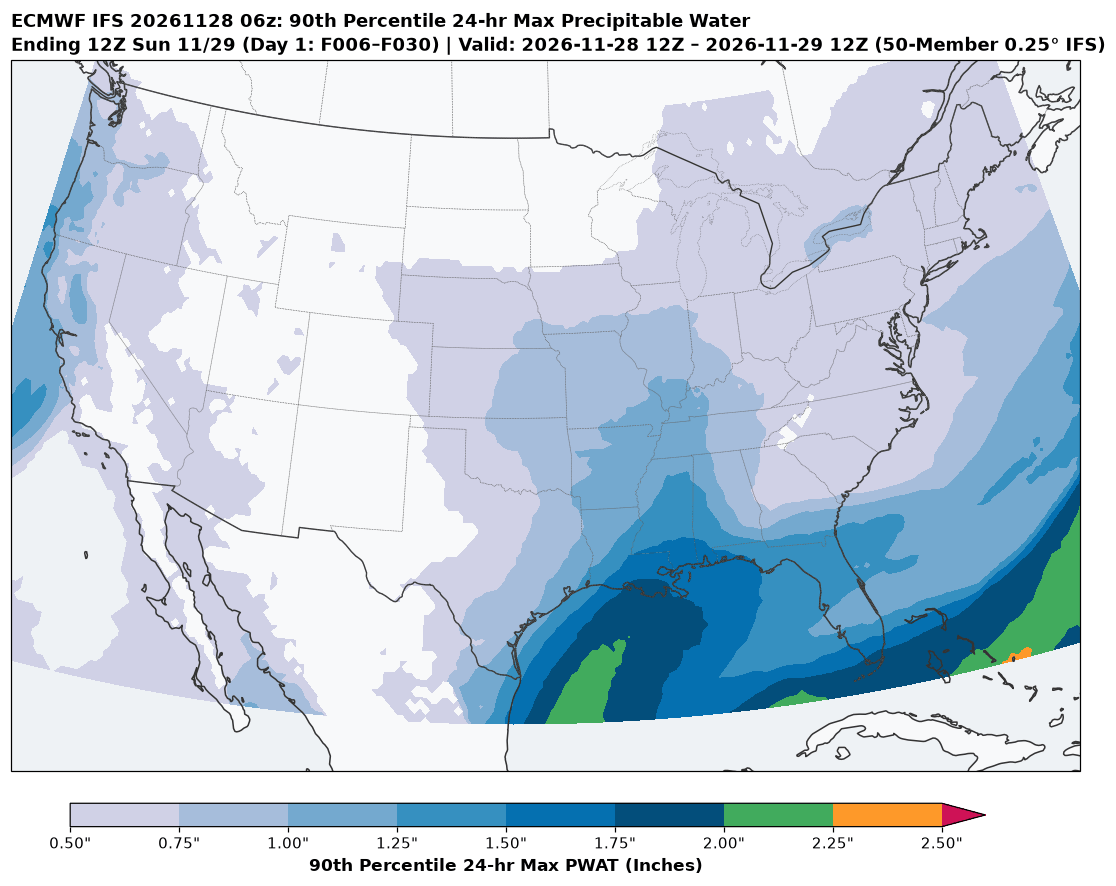 ECMWF IFS 20261128 06z: 90th Percentile 24-hr Max Precipitable Water
Ending 12Z Sun 11/29 (Day 1: F006–F030) | Valid: 2026-11-28 12Z – 2026-11-29 12Z (50-Member 0.25° IFS)
0.50" 0.75" 1.00" 1.25" 1.50" 1.75" 2.00" 2.25" 2.50"
90th Percentile 24-hr Max PWAT (Inches)